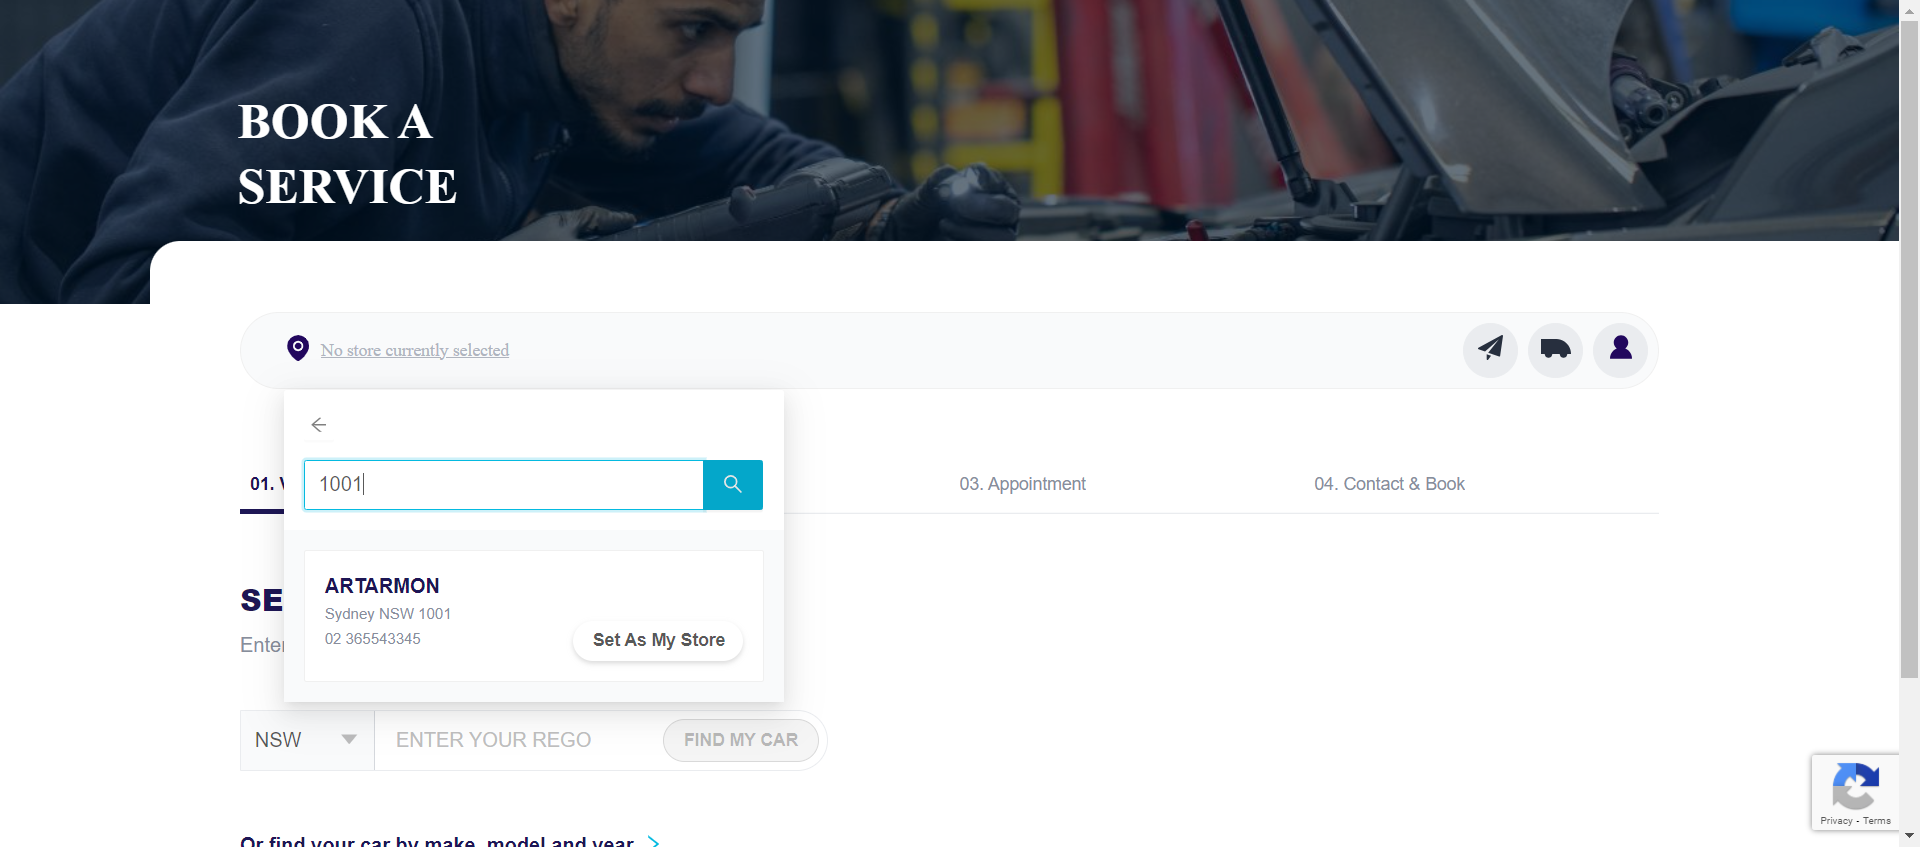 BOOK A
SERVICE
No store currently selected
1001
01.
03. Appointment
04. Contact & Book
ARTARMON
Sydney NSW 1001
02 365543345
Set As My Store
SE
Enter
NSW
ENTER YOUR REGO
FIND MY CAR
Or find your car by make, model and year
Privacy - Terms